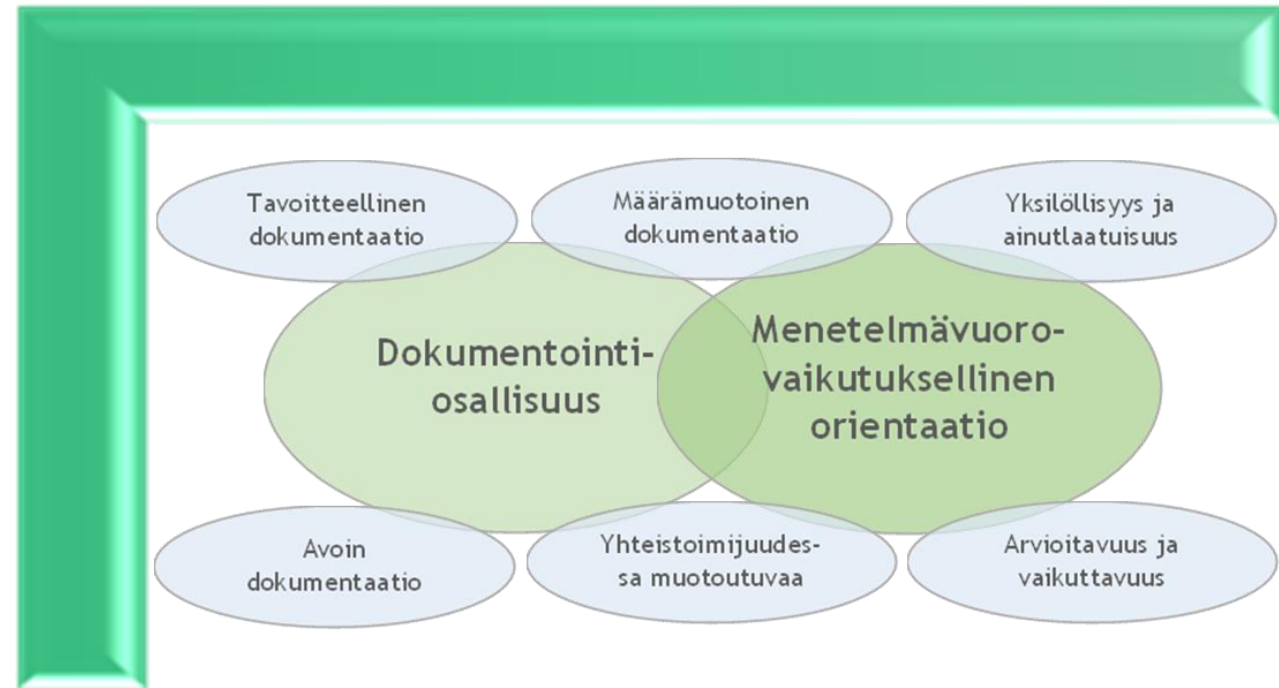 Tavoitteellinen
dokumentaatio
Määrämuotoinen
dokumentaatio
Yksilöllisyys ja
ainutlaatuisuus
Dokumentointi-
osallisuus
Menetelmävuoro-
vaikutuksellinen
orientaatio
Avoin
dokumentaatio
Yhteistoimijuudes-
sa muotoutuvaa
Arvioitavuus ja
vaikuttavuus